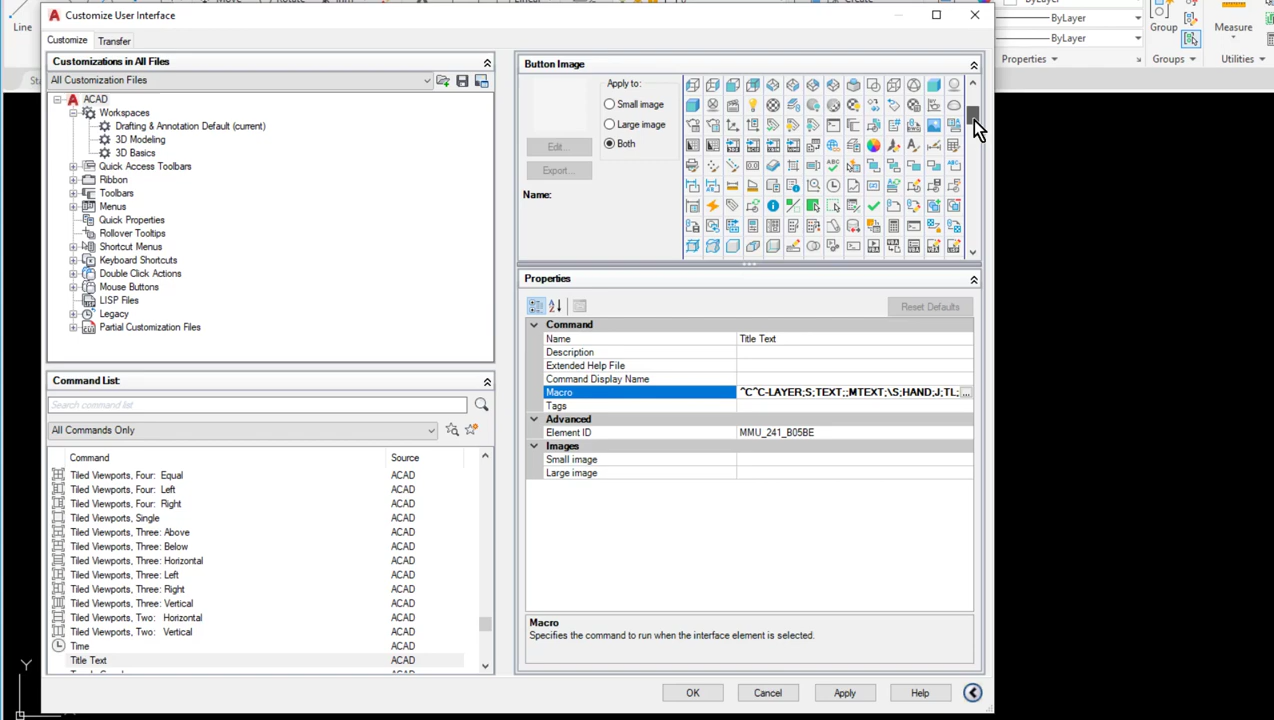 Line
Customize User Interface
Customize
Transfer
Customizations in All Files
All Customization Files
ACAD
Workspaces
Drafting & Annotation Default (current)
3D Modeling
3D Basics
Quick Access Toolbars
Ribbon
Toolbars
Menus
Quick Properties
Rollover Tooltips
Shortcut Menus
Keyboard Shortcuts
Double Click Actions
Mouse Buttons
LISP Files
Legacy
Partial Customization Files
Command List:
Search command list
All Commands Only
Command Source
Tiled Viewports, Four: Equal ACAD
Tiled Viewports, Four: Left ACAD
Tiled Viewports, Four: Right ACAD
Tiled Viewports, Single ACAD
Tiled Viewports, Three: Above ACAD
Tiled Viewports, Three: Below ACAD
Tiled Viewports, Three: Horizontal ACAD
Tiled Viewports, Three: Left ACAD
Tiled Viewports, Three: Right ACAD
Tiled Viewports, Three: Vertical ACAD
Tiled Viewports, Two: Horizontal ACAD
Tiled Viewports, Two: Vertical ACAD
Time ACAD
Title Text ACAD
Button Image
Apply to:
Small image
Large image
Both
Edit...
Export...
Name:
Properties
Reset Defaults
Command
Name Title Text
Description
Extended Help File
Command Display Name
Macro ^C^C-LAYER;S;TEXT;;MTEXT;\S;HAND;J;TL; ...
Tags
Advanced
Element ID MMU_241_B05BE
Images
Small image
Large image
Macro
Specifies the command to run when the interface element is selected.
OK
Cancel
Apply
Help
ByLayer
ByLayer
Properties
Group
Groups
Measure
Utilities
Y